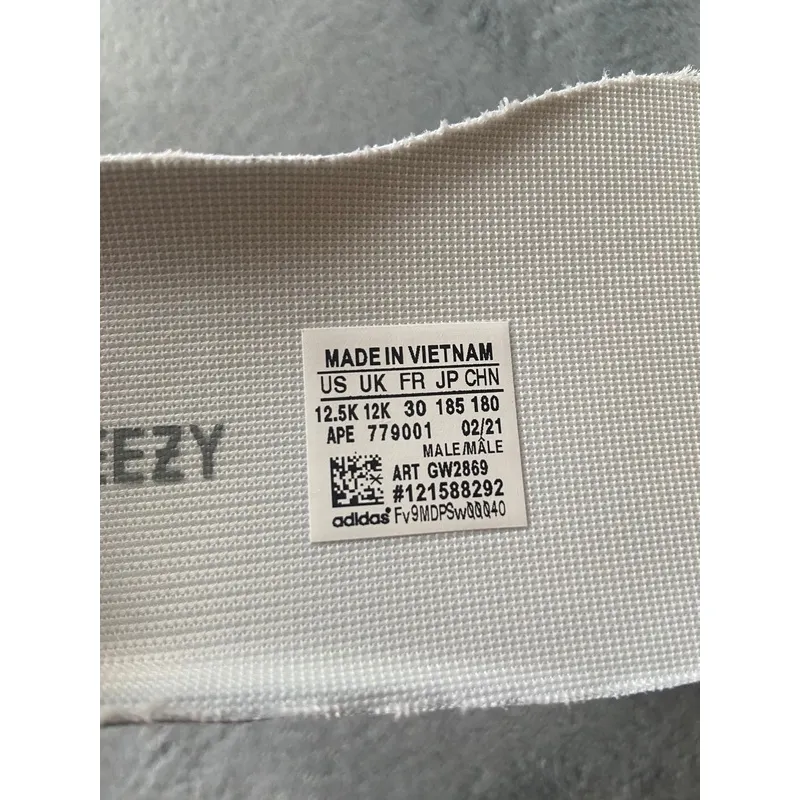 MADE IN VIETNAM
US UK FR JP CHN
12.5K 12K 30 185 180
APE 779001 02/21
MALE/MÂLE
ART GW2869
#121588292
adidas Fv9MDPSw00040
EEZY